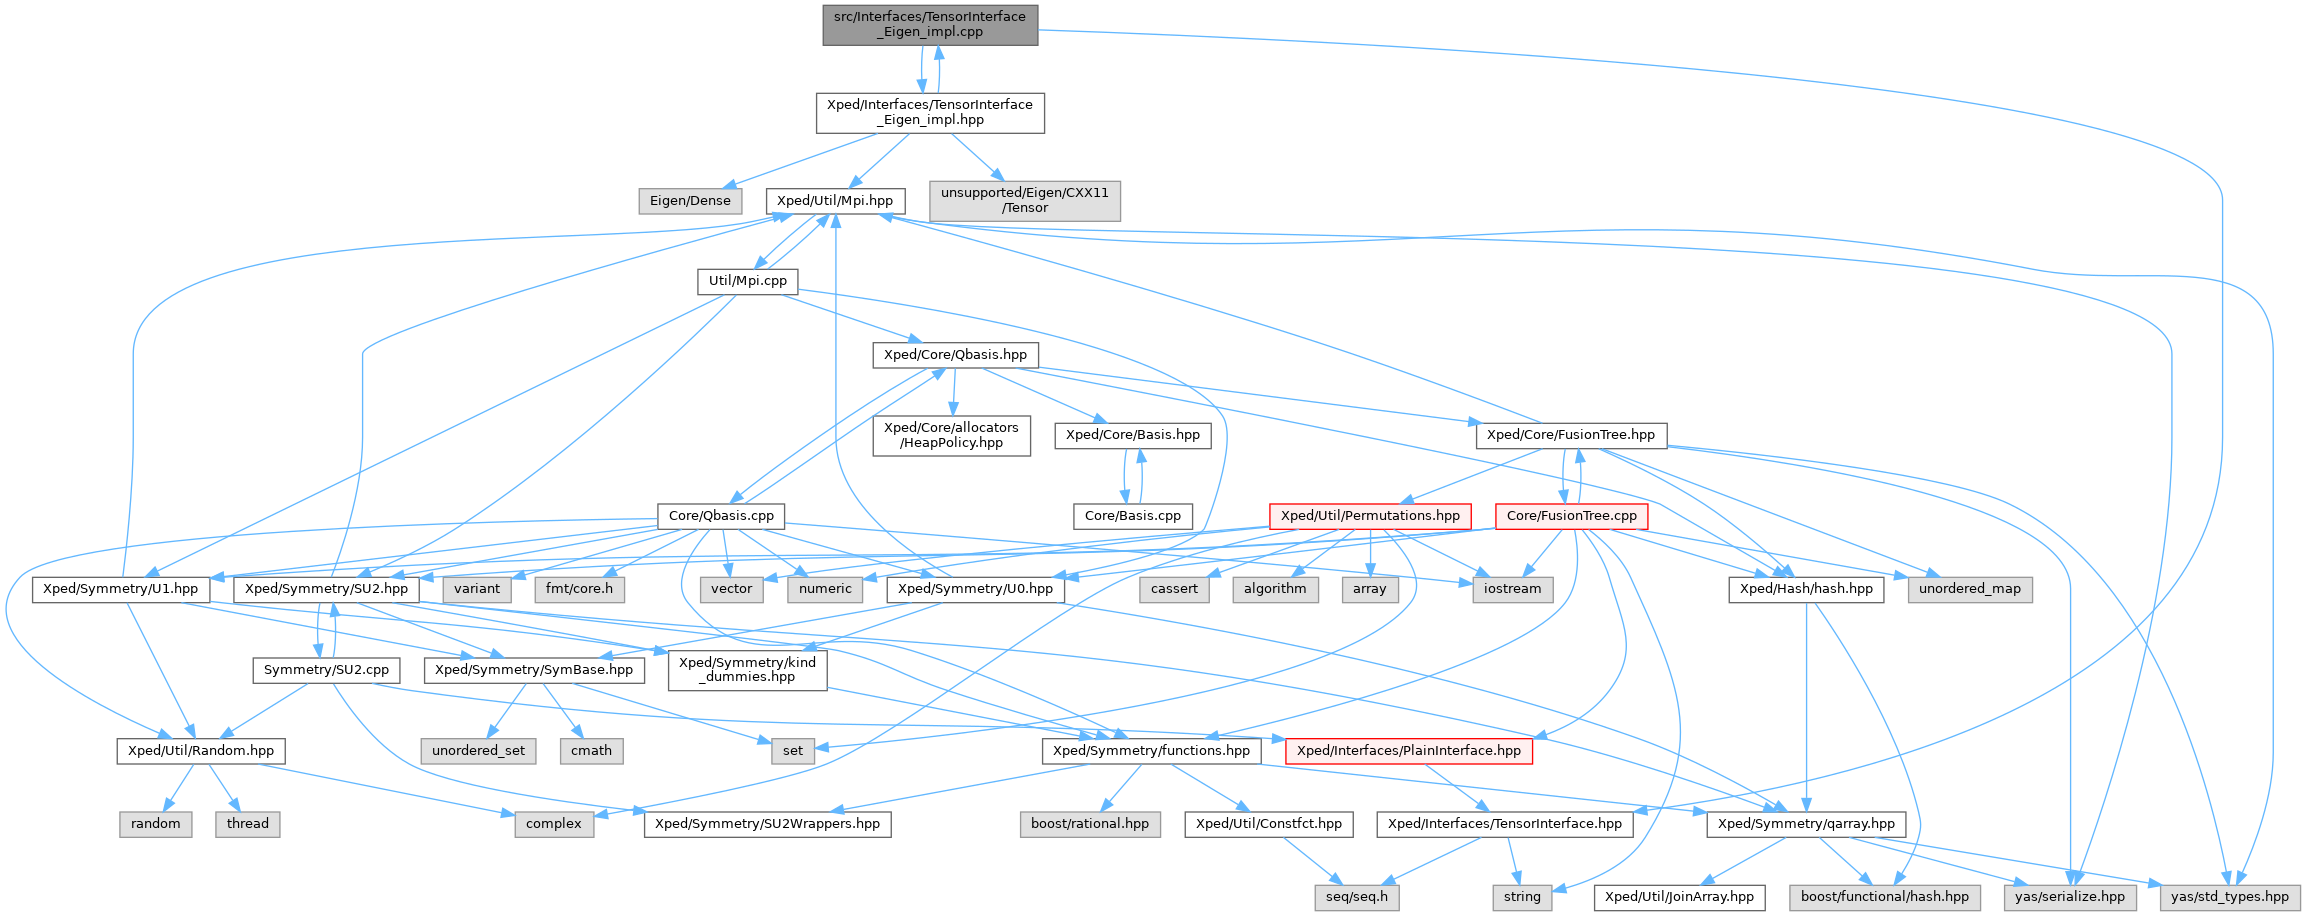 src/Interfaces/TensorInterface
_Eigen_impl.cpp
Xped/Interfaces/TensorInterface
_Eigen_impl.hpp
Eigen/Dense
Xped/Util/Mpi.hpp
unsupported/Eigen/CXX11
/Tensor
Util/Mpi.cpp
Xped/Core/Qbasis.hpp
Xped/Core/allocators
/HeapPolicy.hpp
Xped/Core/Basis.hpp
Xped/Core/FusionTree.hpp
Core/Qbasis.cpp
Core/Basis.cpp
Xped/Util/Permutations.hpp
Core/FusionTree.cpp
Xped/Symmetry/U1.hpp
Xped/Symmetry/SU2.hpp
variant
fmt/core.h
vector
numeric
Xped/Symmetry/U0.hpp
cassert
algorithm
array
iostream
Xped/Hash/hash.hpp
unordered_map
Symmetry/SU2.cpp
Xped/Symmetry/SymBase.hpp
Xped/Symmetry/kind
_dummies.hpp
Xped/Util/Random.hpp
unordered_set
cmath
set
Xped/Symmetry/functions.hpp
Xped/Interfaces/PlainInterface.hpp
random
thread
complex
Xped/Symmetry/SU2Wrappers.hpp
boost/rational.hpp
Xped/Util/Constfct.hpp
Xped/Interfaces/TensorInterface.hpp
Xped/Symmetry/qarray.hpp
seq/seq.h
string
Xped/Util/JoinArray.hpp
boost/functional/hash.hpp
yas/serialize.hpp
yas/std_types.hpp